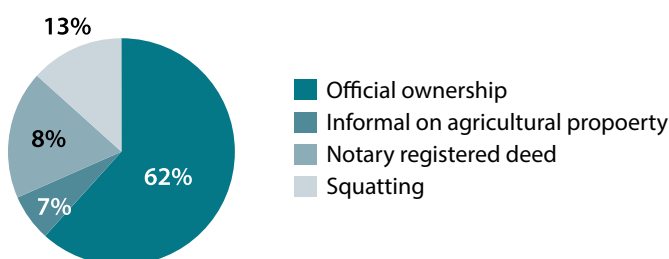 13%
8%
62%
7%
Official ownership
Informal on agricultural propoerty
Notary registered deed
Squatting